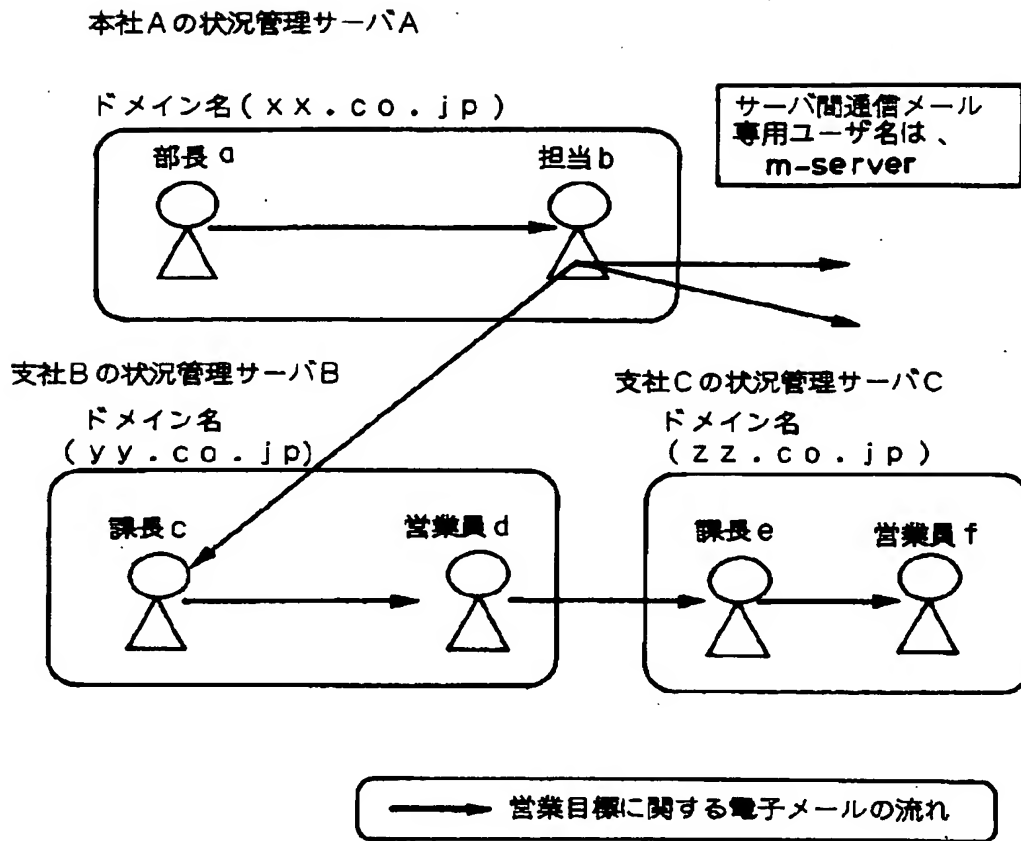 本社Aの状況管理サーバA
ドメイン名(xx.co.jp)
サーバ間通信メール
専用ユーザ名は、
m-server
部長a
担当b
支社Bの状況管理サーバB
ドメイン名
(yy.co.jp)
課長c
営業員d
支社Cの状況管理サーバC
ドメイン名
(zz.co.jp)
課長e
営業員f
営業目標に関する電子メールの流れ